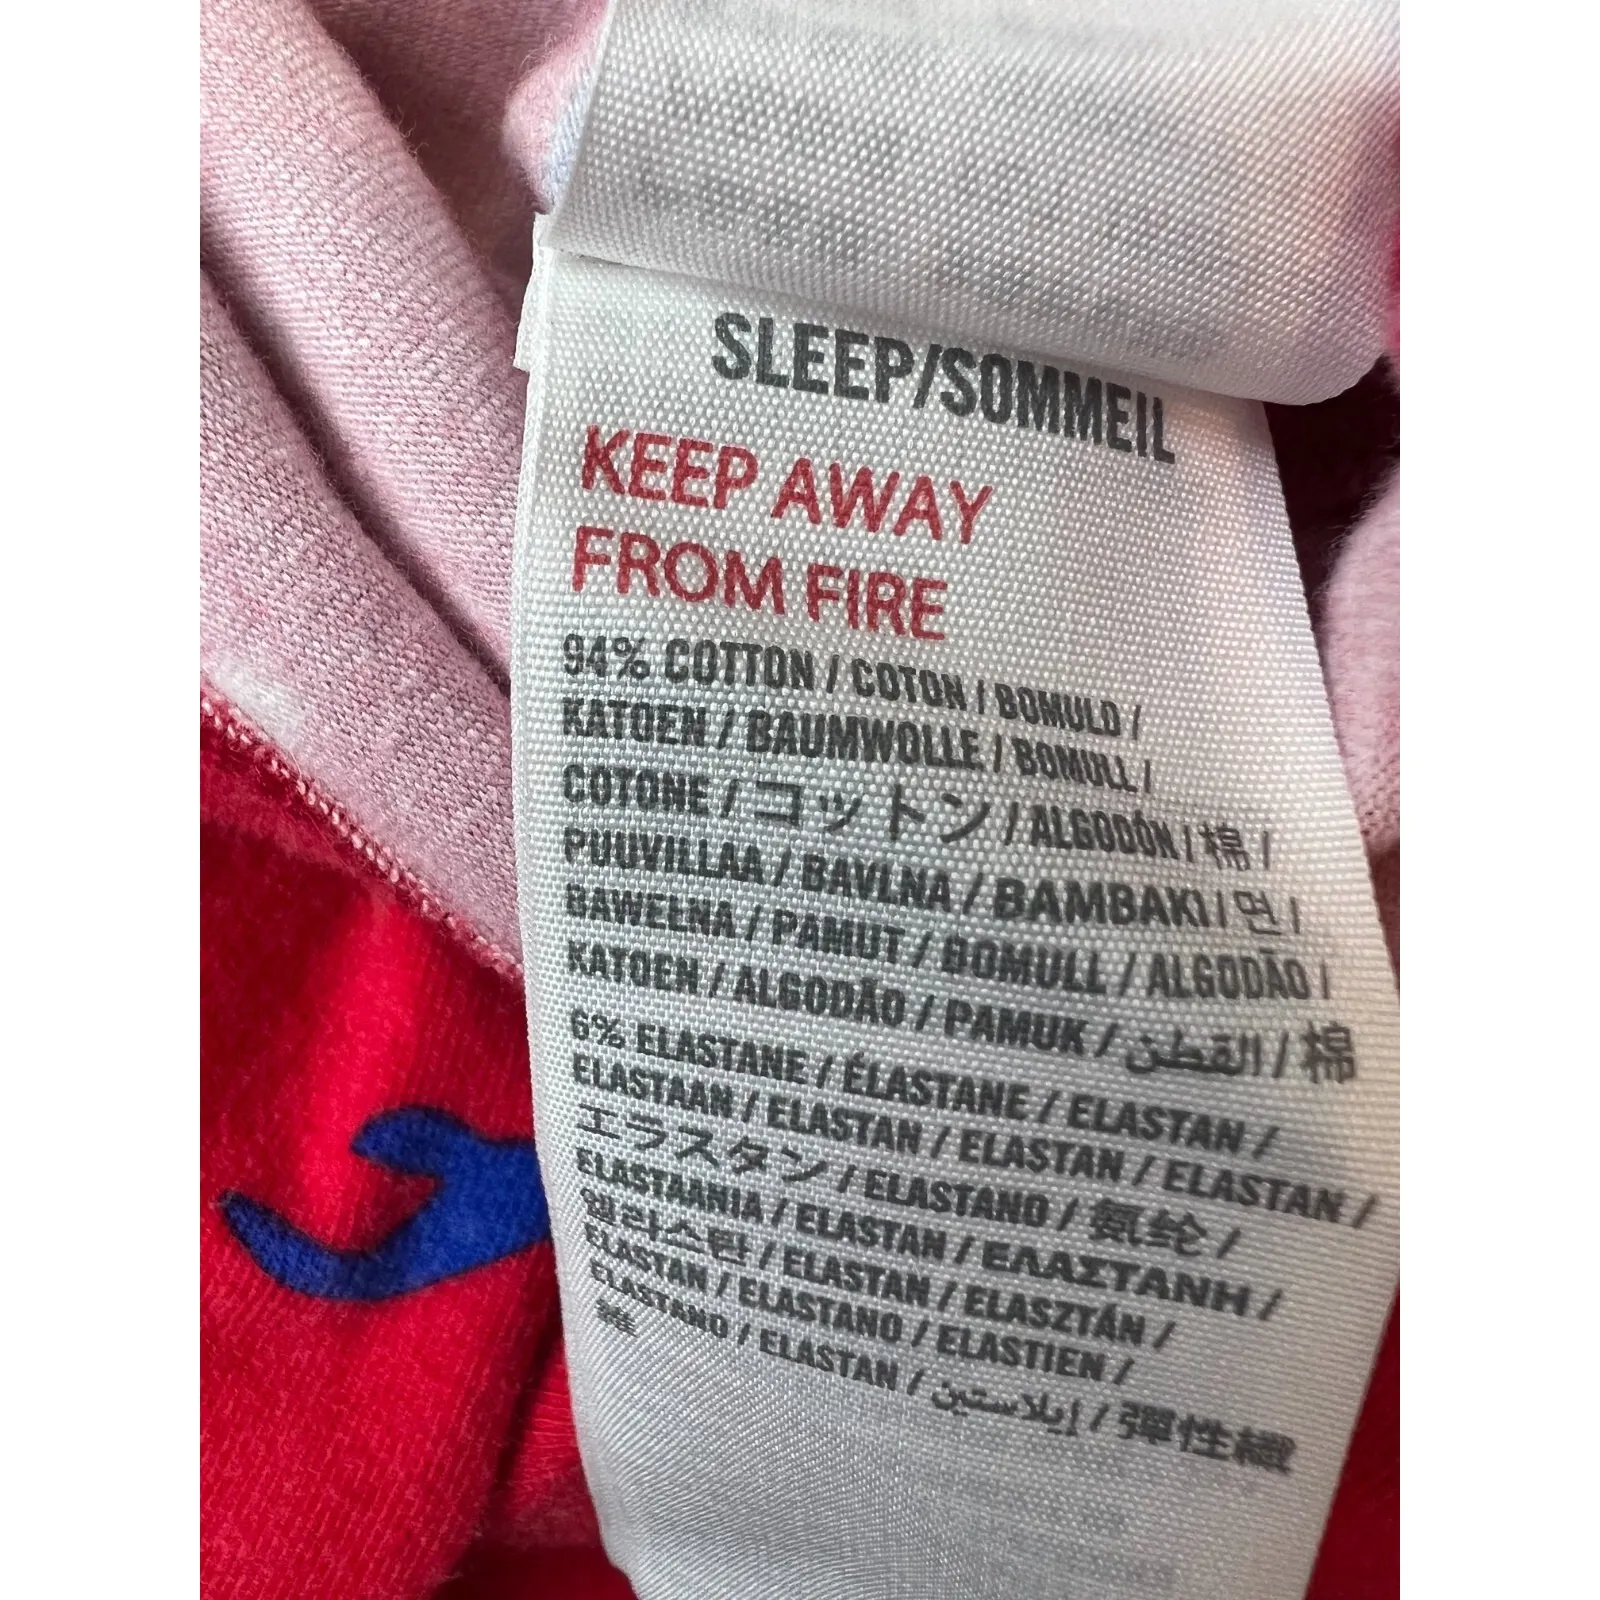 SLEEP/SOMMEIL
KEEP AWAY
FROM FIRE
94% COTTON / COTON / BOMULD /
KATOEN / BAUMWOLLE / BOMULL /
COTONE / コットン / ALGODÓN / 棉 /
PUUVILLAA / BAVLNA / BAMBAKI / 면 /
BAWEŁNA / PAMUT / BOMULL / ALGODÃO /
KATOEN / ALGODÃO / PAMUK / القطن / 棉
6% ELASTANE / ÉLASTANE / ELASTAN /
ELASTAAN / ELASTAN / ELASTAN / ELASTAN /
エラスタン / ELASTANO / 氨纶 /
ELASTAANIA / ELASTAN / ΕΛΑΣΤΑΝΗ /
엘라스탄 / ELASTAN / ELASZTÁN /
ELASTAN / ELASTANO / ELASTIEN /
ELASTANO / ELASTAN / إيلاستين / 彈性纖
維